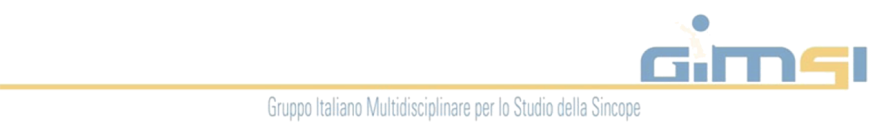 GIMSI
Gruppo Italiano Multidisciplinare per lo Studio della Sincope